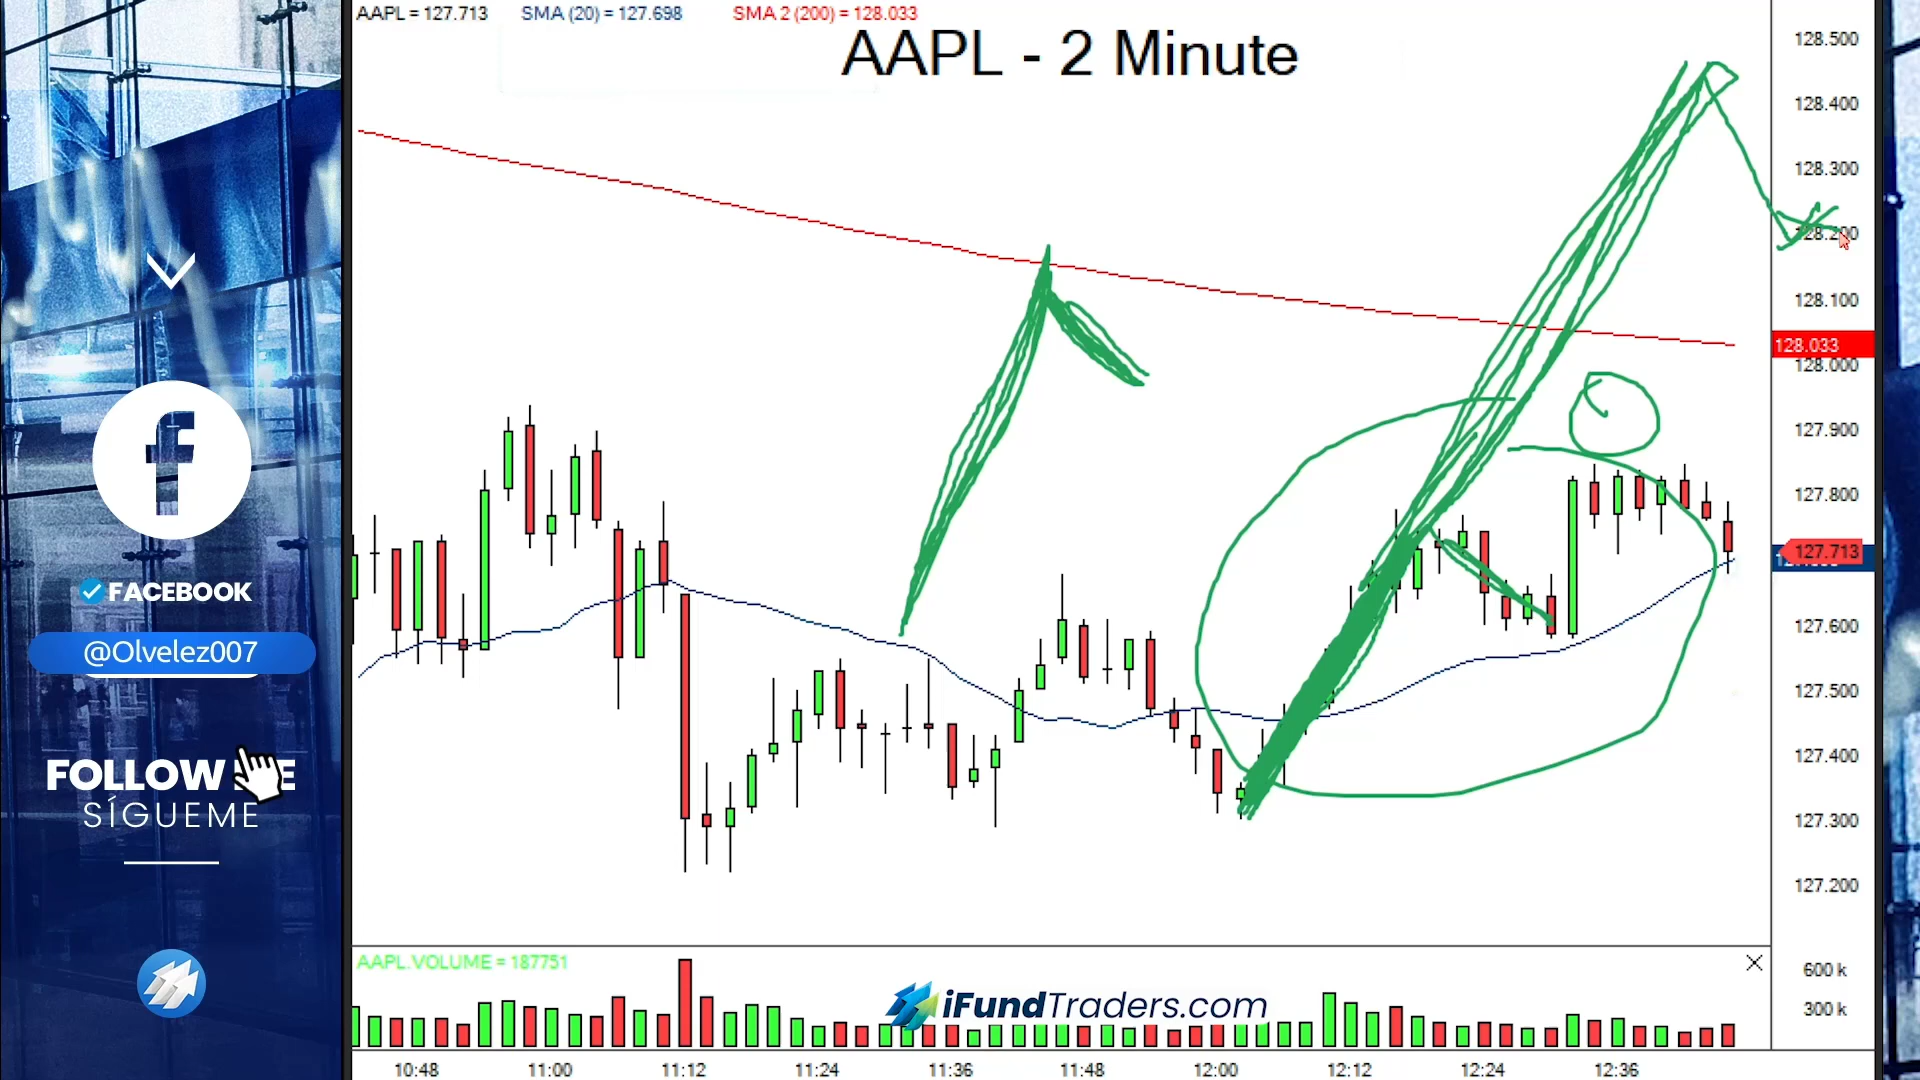 AAPL = 127.713 SMA (20) = 127.698 SMA 2 (200) = 128.033
AAPL - 2 Minute
128.500
128.400
128.300
128.200
128.100
128.033
128.000
127.900
127.800
127.713
127.600
127.500
127.400
127.300
127.200
FACEBOOK
@Olvelez007
FOLLOW
SÍGUEME
AAPL.VOLUME = 187751
600 k
300 k
iFundTraders.com
10:48 11:00 11:12 11:24 11:36 11:48 12:00 12:12 12:24 12:36